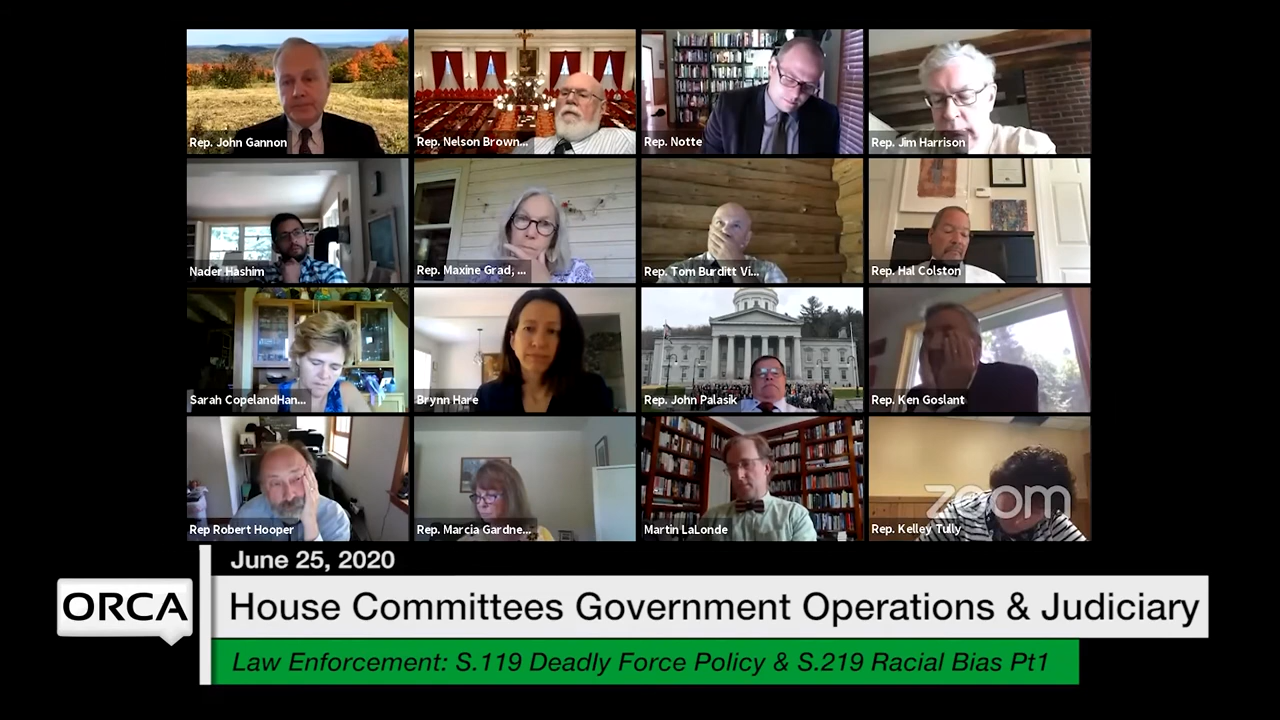 Rep. John Gannon
Rep. Nelson Brown...
Rep. Notte
Rep. Jim Harrison
Nader Hashim
Rep. Maxine Grad, ...
Rep. Tom Burditt Vi...
Rep. Hal Colston
Sarah CopelandHan...
Brynn Hare
Rep. John Palasik
Rep. Ken Goslant
Rep Robert Hooper
Rep. Marcia Gardne...
Martin LaLonde
zoom
Rep. Kelley Tully
June 25, 2020
ORCA
House Committees Government Operations & Judiciary
Law Enforcement: S.119 Deadly Force Policy & S.219 Racial Bias Pt1